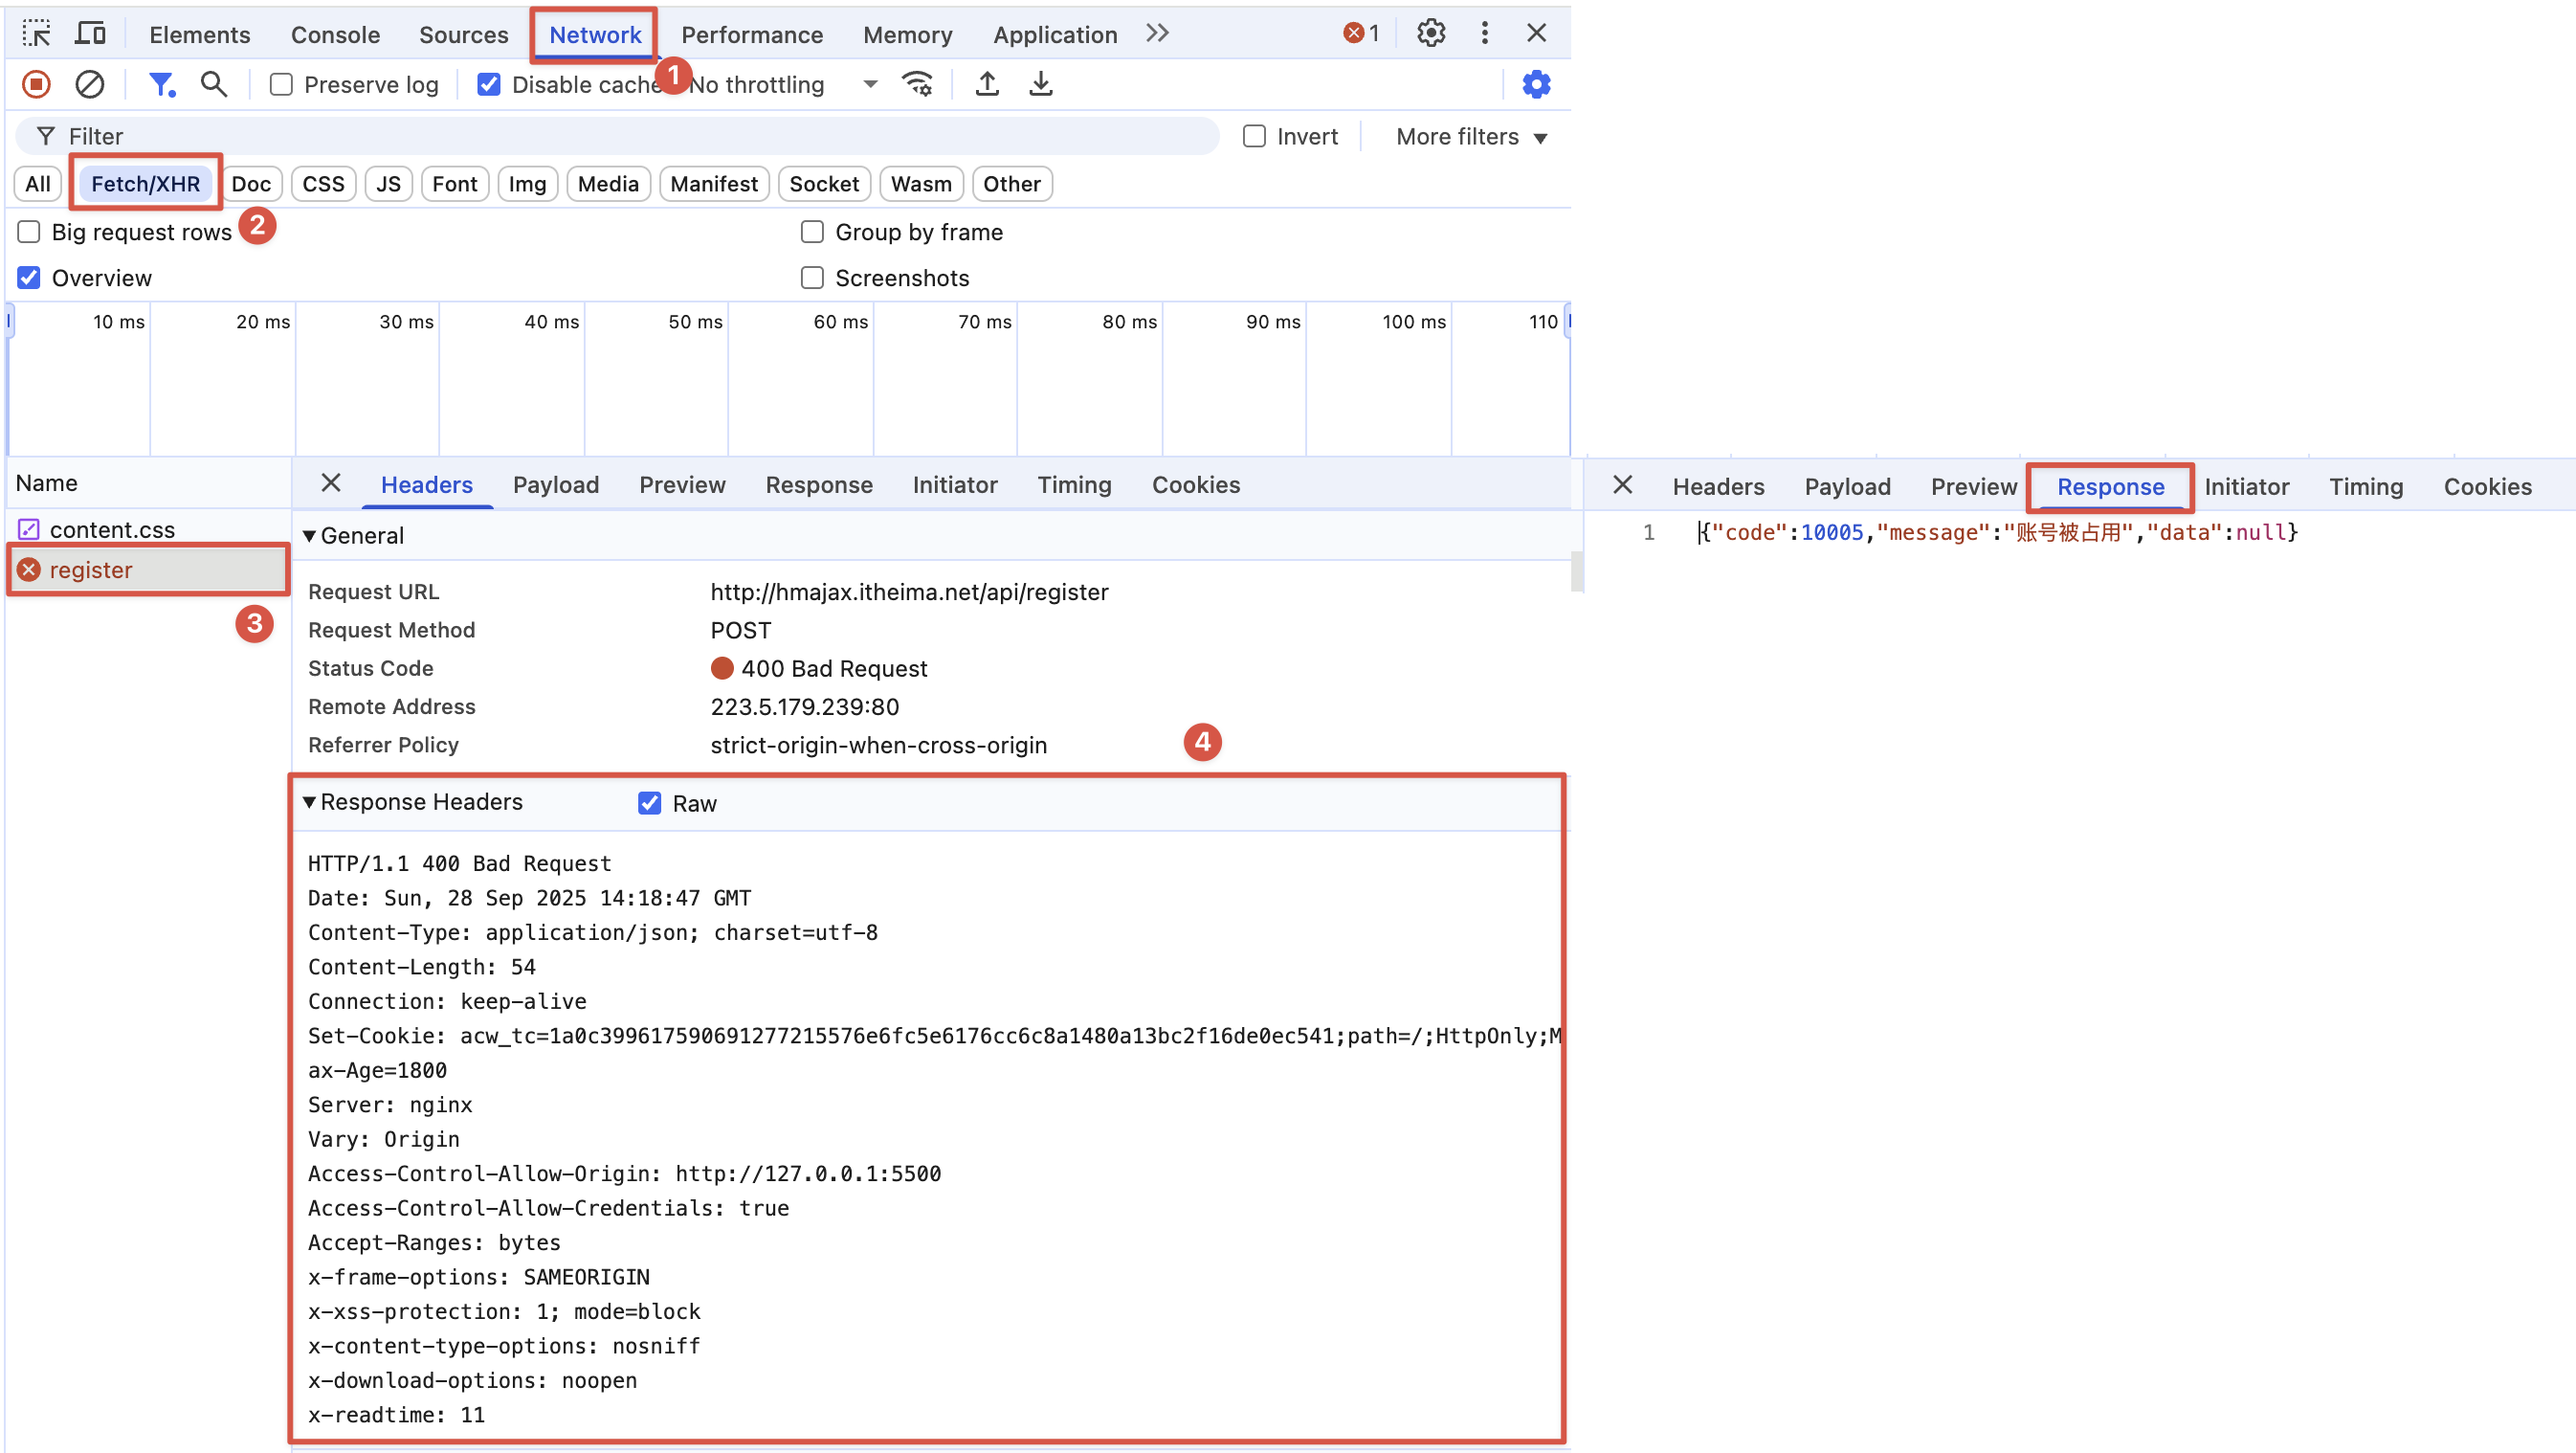 Elements Console Sources Network Performance Memory Application 1
1
Preserve log Disable cache No throttling
Filter Invert More filters
All Fetch/XHR Doc CSS JS Font Img Media Manifest Socket Wasm Other
2
Big request rows Group by frame
Overview Screenshots
10 ms 20 ms 30 ms 40 ms 50 ms 60 ms 70 ms 80 ms 90 ms 100 ms 110
Name
content.css
register
3
Headers Payload Preview Response Initiator Timing Cookies
General
Request URL http://hmajax.itheima.net/api/register
Request Method POST
Status Code 400 Bad Request
Remote Address 223.5.179.239:80
Referrer Policy strict-origin-when-cross-origin
4
Response Headers Raw
HTTP/1.1 400 Bad Request
Date: Sun, 28 Sep 2025 14:18:47 GMT
Content-Type: application/json; charset=utf-8
Content-Length: 54
Connection: keep-alive
Set-Cookie: acw_tc=1a0c399617590691277215576e6fc5e6176cc6c8a1480a13bc2f16de0ec541;path=/;HttpOnly;M
ax-Age=1800
Server: nginx
Vary: Origin
Access-Control-Allow-Origin: http://127.0.0.1:5500
Access-Control-Allow-Credentials: true
Accept-Ranges: bytes
x-frame-options: SAMEORIGIN
x-xss-protection: 1; mode=block
x-content-type-options: nosniff
x-download-options: noopen
x-readtime: 11
Headers Payload Preview Response Initiator Timing Cookies
1 {"code":10005,"message":"账号被占用","data":null}